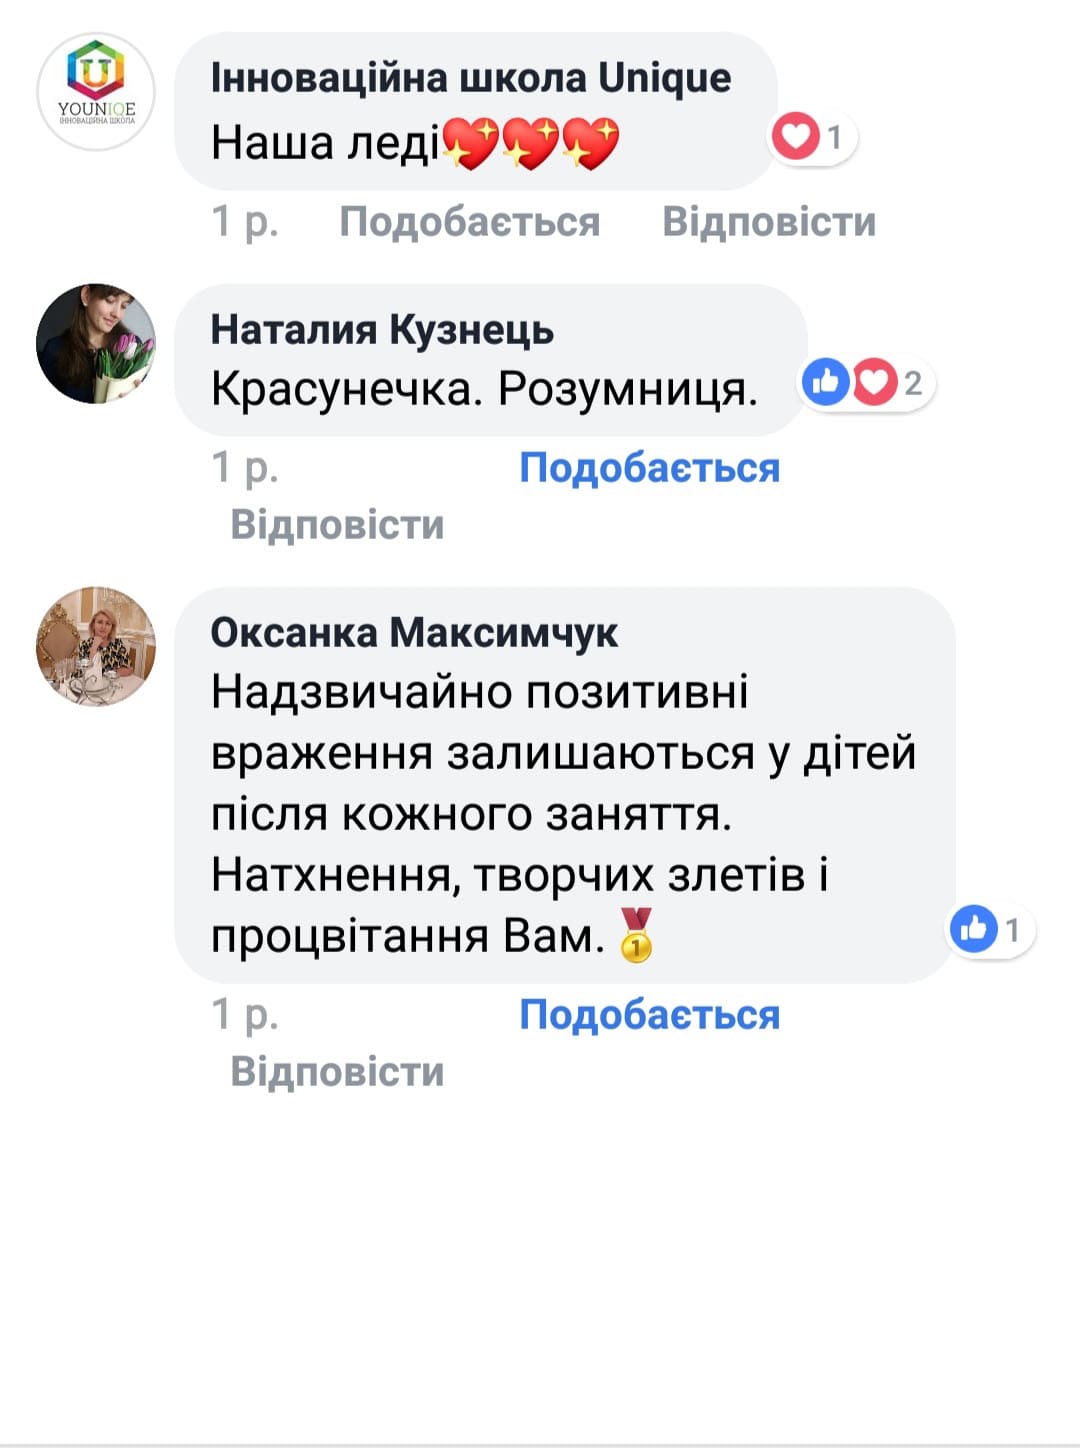 YOUNIQE
ІННОВАЦІЙНА ШКОЛА
Інноваційна школа Unique
Наша леді💖💖💖
1
1 р. Подобається Відповісти
Наталия Кузнець
Красунечка. Розумниця.
2
1 р. Подобається
Відповісти
Оксанка Максимчук
Надзвичайно позитивні
враження залишаються у дітей
після кожного заняття.
Натхнення, творчих злетів і
процвітання Вам.🥇
1
1 р. Подобається
Відповісти